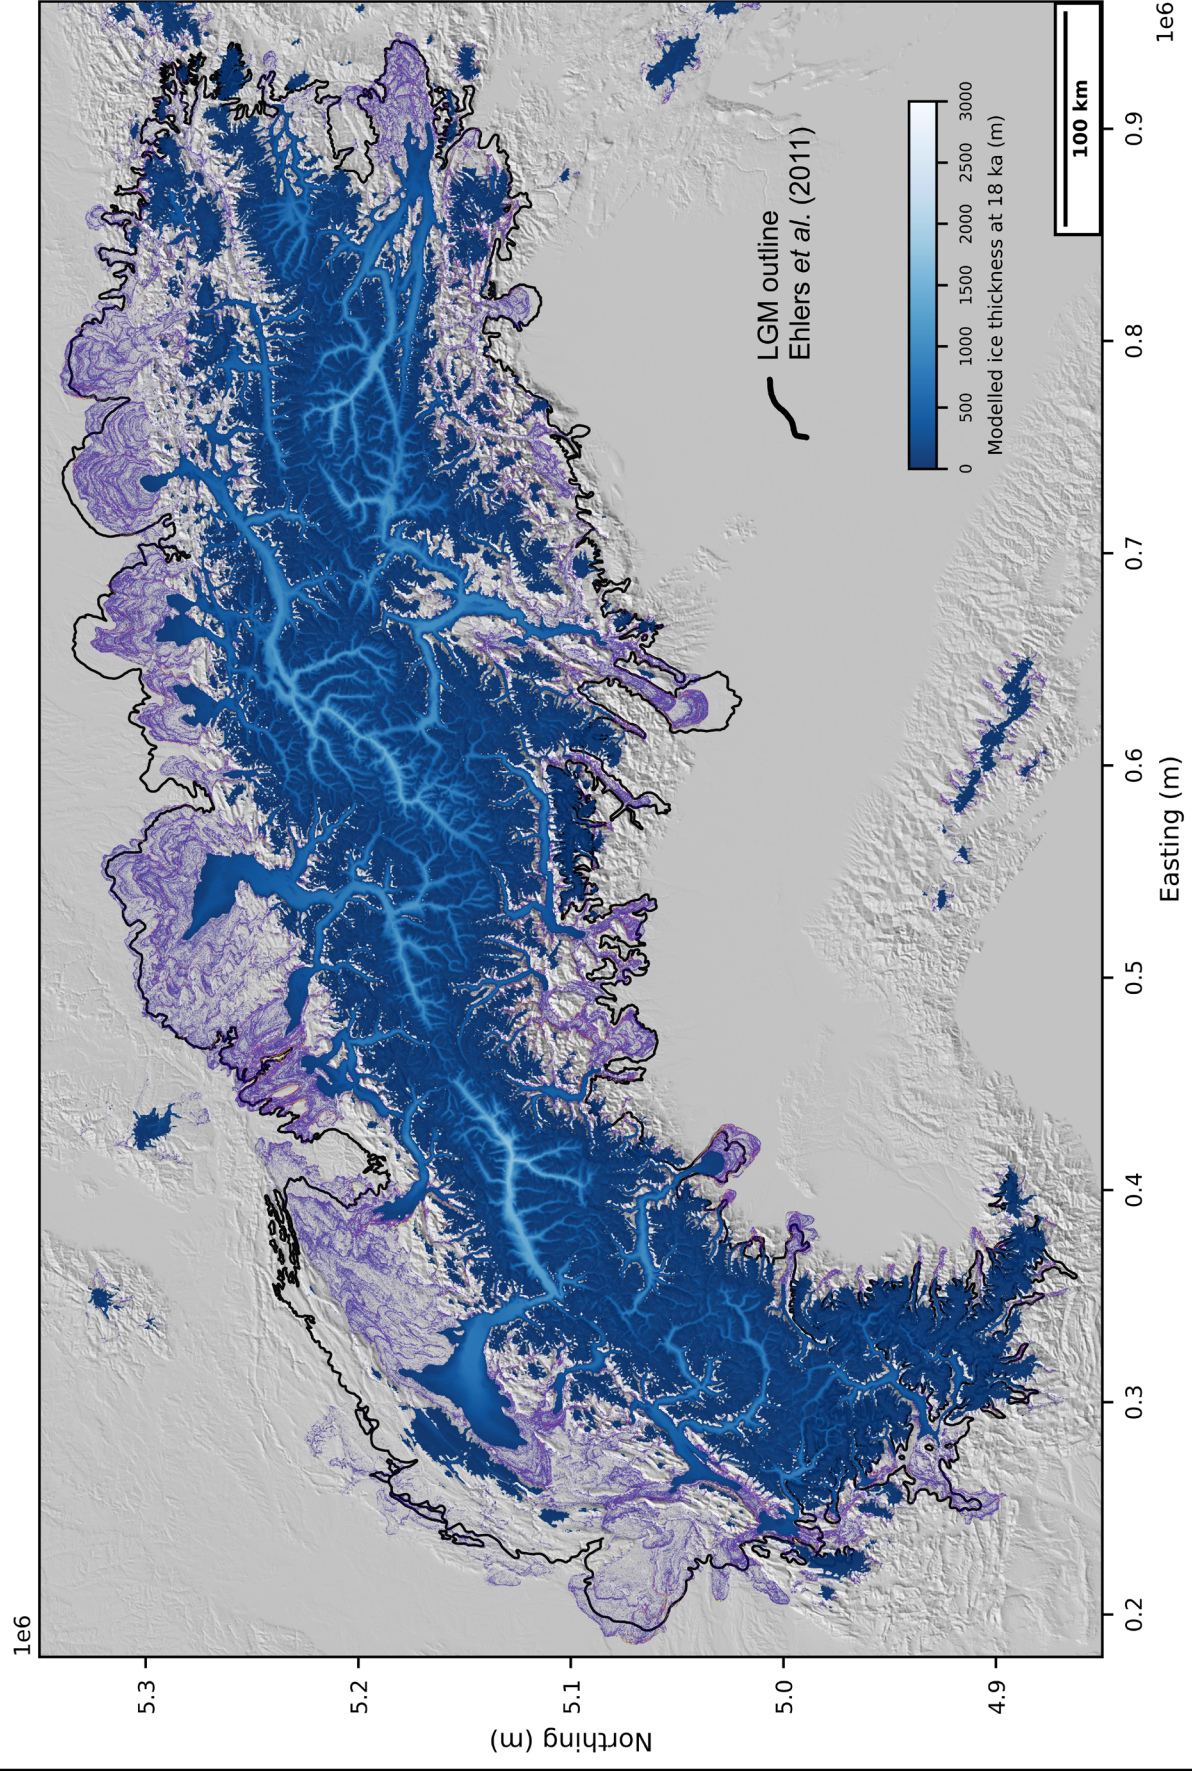 1e6
5.3
5.2
5.1
5.0
4.9
Northing (m)
LGM outline
Ehlers et al. (2011)
0 500 1000 1500 2000 2500 3000
Modelled ice thickness at 18 ka (m)
100 km
0.2 0.3 0.4 0.5 0.6 0.7 0.8 0.9
1e6
Easting (m)